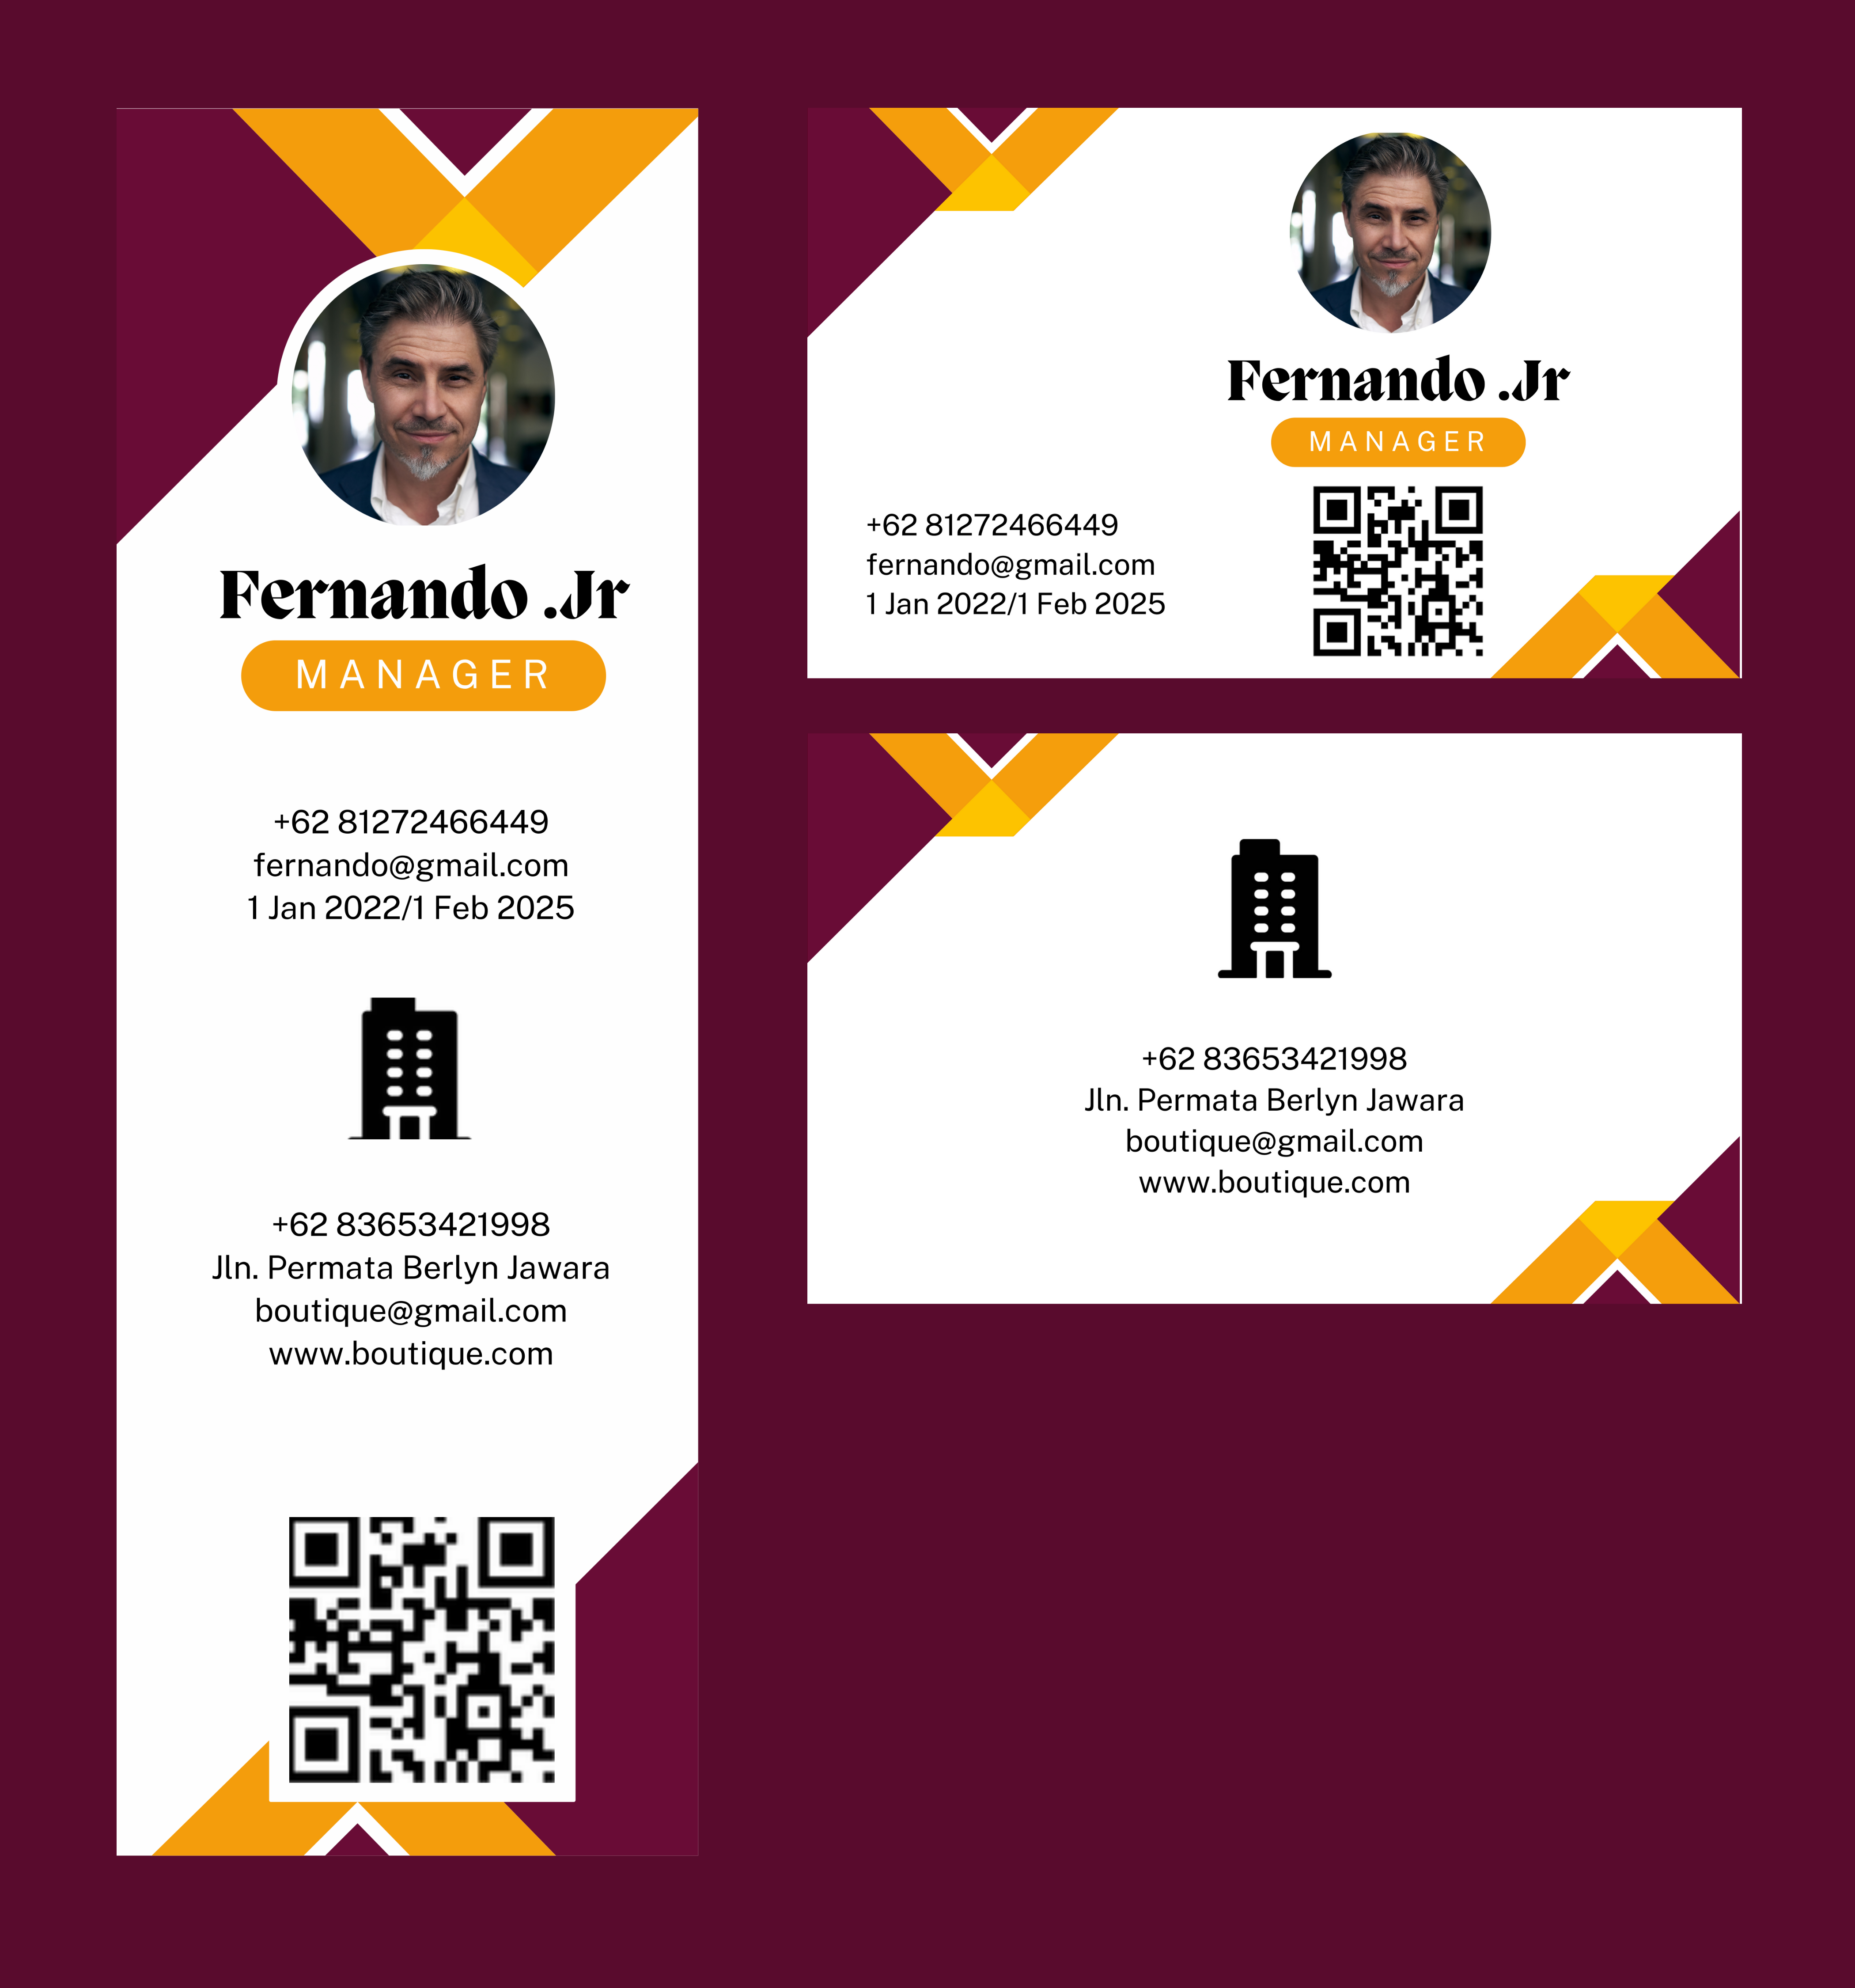 Fernando .Jr
MANAGER
+62 81272466449
fernando@gmail.com
1 Jan 2022/1 Feb 2025
+62 83653421998
Jln. Permata Berlyn Jawara
boutique@gmail.com
www.boutique.com
Fernando .Jr
MANAGER
+62 81272466449
fernando@gmail.com
1 Jan 2022/1 Feb 2025
+62 83653421998
Jln. Permata Berlyn Jawara
boutique@gmail.com
www.boutique.com